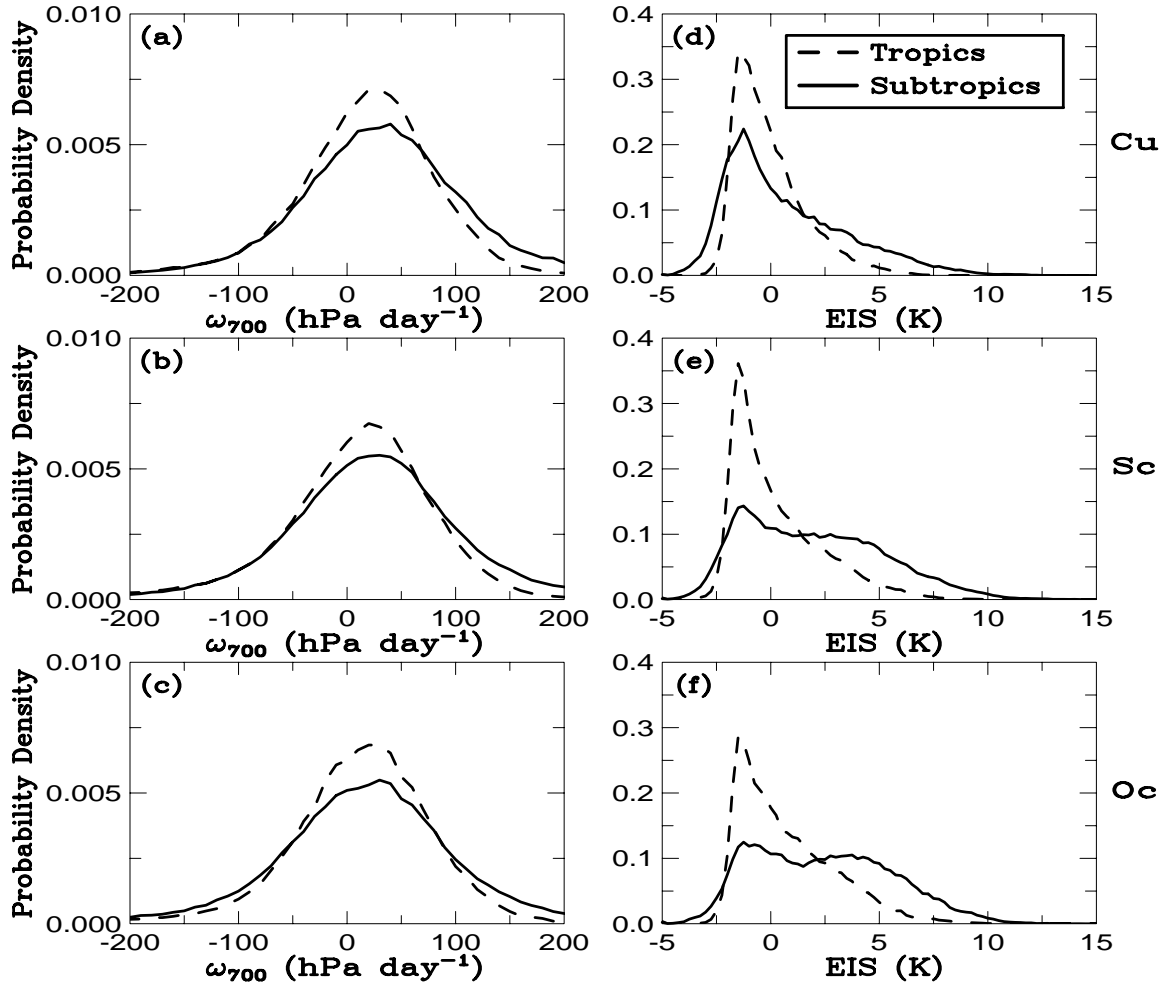 (a)
Probability Density
0.010
0.005
0.000
-200 -100 0 100 200
ω700 (hPa day−1)
(d)
Tropics
Subtropics
0.4
0.3
0.2
0.1
0.0
-5 0 5 10 15
EIS (K)
Cu
(b)
Probability Density
0.010
0.005
0.000
-200 -100 0 100 200
ω700 (hPa day−1)
(e)
0.4
0.3
0.2
0.1
0.0
-5 0 5 10 15
EIS (K)
Sc
(c)
Probability Density
0.010
0.005
0.000
-200 -100 0 100 200
ω700 (hPa day−1)
(f)
0.4
0.3
0.2
0.1
0.0
-5 0 5 10 15
EIS (K)
Oc